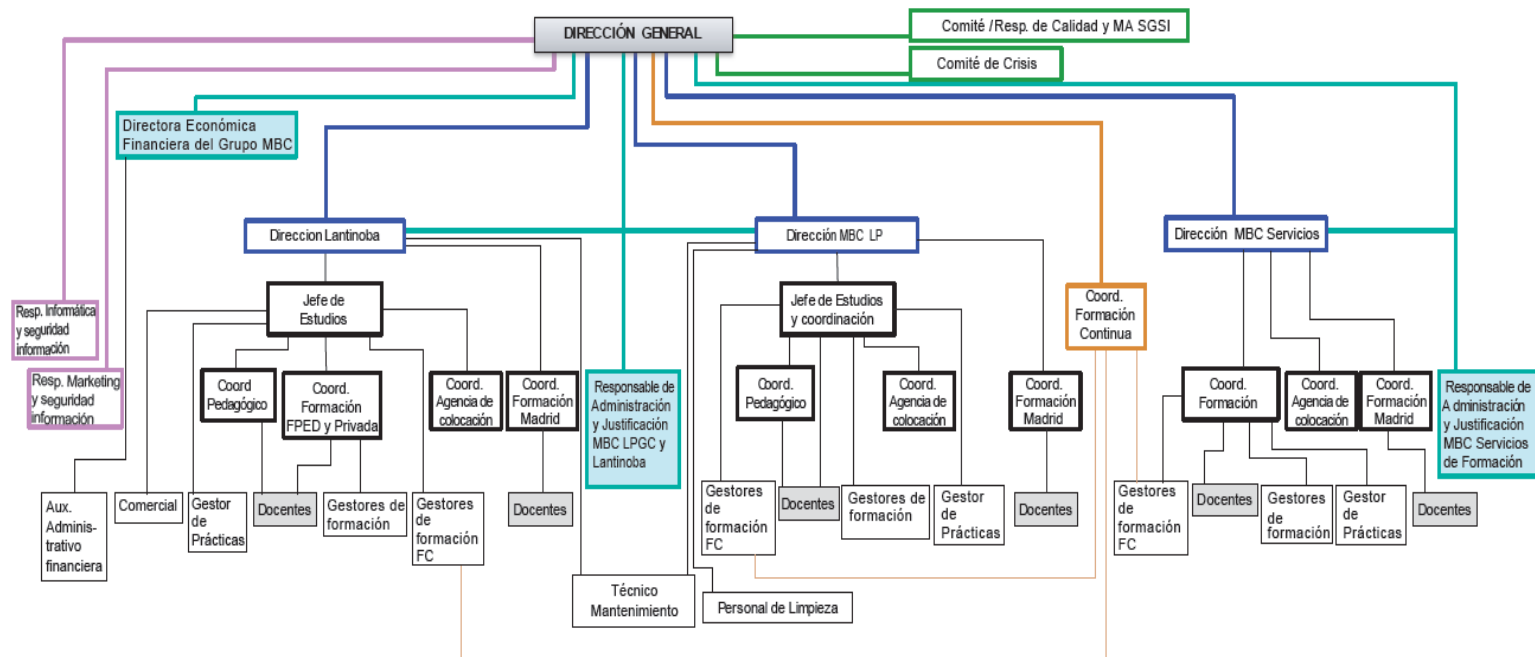 DIRECCIÓN GENERAL
Comité /Resp. de Calidad y MA SGSI
Comité de Crisis
Directora Económica
Financiera del Grupo MBC
Direccion Lantinoba
Dirección MBC LP
Dirección MBC Servicios
Resp. Informática
y seguridad
información
Resp. Marketing
y seguridad
información
Jefe de
Estudios
Jefe de Estudios
y coordinación
Coord.
Formación
Continua
Coord
Pedagógico
Coord.
Formación
FPED y Privada
Coord.
Agencia de
colocación
Coord.
Formación
Madrid
Responsable de
Administración
y Justificación
MBC LPGC y
Lantinoba
Coord.
Pedagógico
Coord.
Agencia de
colocación
Coord.
Formación
Madrid
Coord.
Formación
Coord.
Agencia de
colocación
Coord.
Formación
Madrid
Responsable de
A dministración
y Justificación
MBC Servicios
de Formación
Aux.
Adminis-
trativo
financiera
Comercial
Gestor
de
Prácticas
Docentes
Gestores de
formación
Gestores
de
formación
FC
Docentes
Gestores
de
formación
FC
Docentes
Gestores de
formación
Gestor
de
Prácticas
Docentes
Gestores
de
formación
FC
Docentes
Gestores
de
formación
Gestor
de
Prácticas
Docentes
Técnico
Mantenimiento
Personal de Limpieza